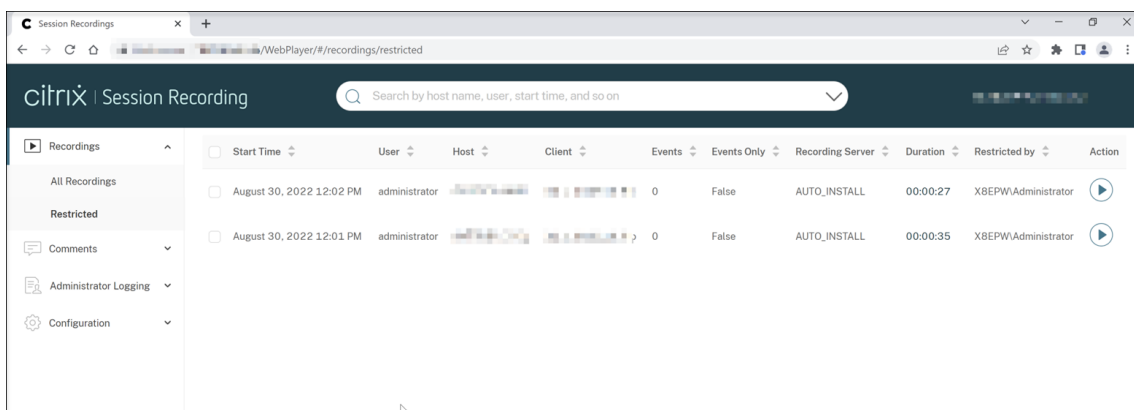 Session Recordings
/WebPlayer/#/recordings/restricted
citrix | Session Recording
Search by host name, user, start time, and so on
Recordings
All Recordings
Restricted
Comments
Administrator Logging
Configuration
Start Time User Host Client Events Events Only Recording Server Duration Restricted by Action
August 30, 2022 12:02 PM administrator 0 False AUTO_INSTALL 00:00:27 X8EPW\Administrator
August 30, 2022 12:01 PM administrator 0 False AUTO_INSTALL 00:00:35 X8EPW\Administrator